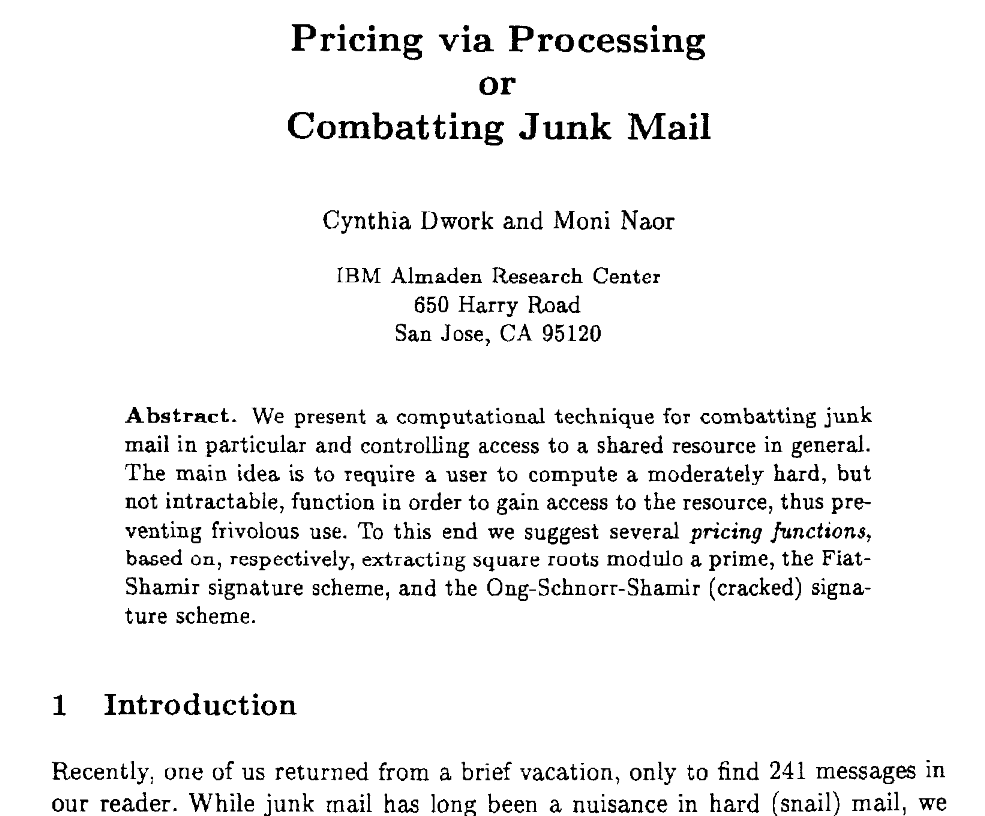 Pricing via Processing
or
Combatting Junk Mail
Cynthia Dwork and Moni Naor
IBM Almaden Research Center
650 Harry Road
San Jose, CA 95120
Abstract. We present a computational technique for combatting junk
mail in particular and controlling access to a shared resource in general.
The main idea is to require a user to compute a moderately hard, but
not intractable, function in order to gain access to the resource, thus pre-
venting frivolous use. To this end we suggest several pricing functions,
based on, respectively, extracting square roots modulo a prime, the Fiat-
Shamir signature scheme, and the Ong-Schnorr-Shamir (cracked) signa-
ture scheme.
1 Introduction
Recently, one of us returned from a brief vacation, only to find 241 messages in
our reader. While junk mail has long been a nuisance in hard (snail) mail, we